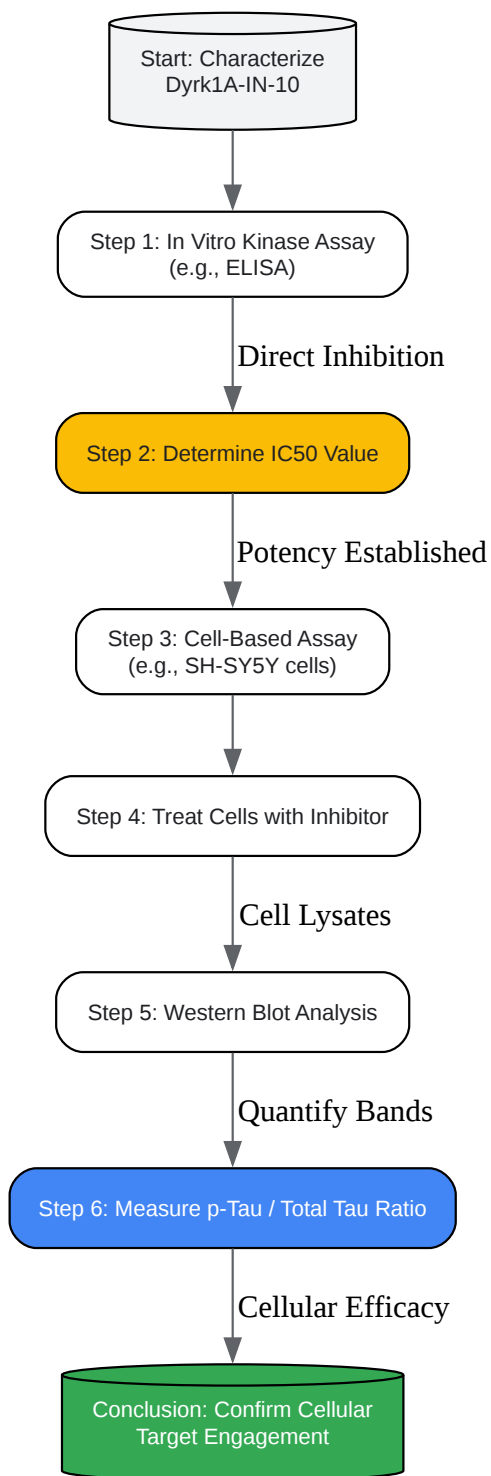 Start: Characterize
Dyrk1A-IN-10
Step 1: In Vitro Kinase Assay
(e.g., ELISA)
Direct Inhibition
Step 2: Determine IC50 Value
Potency Established
Step 3: Cell-Based Assay
(e.g., SH-SY5Y cells)
Step 4: Treat Cells with Inhibitor
Cell Lysates
Step 5: Western Blot Analysis
Quantify Bands
Step 6: Measure p-Tau / Total Tau Ratio
Cellular Efficacy
Conclusion: Confirm Cellular
Target Engagement